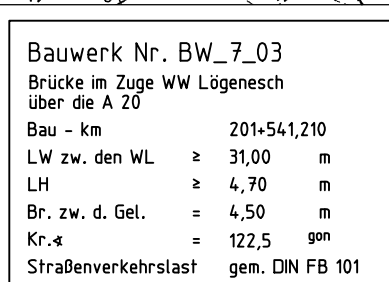 Bauwerk Nr. BW_7_03
Brücke im Zuge WW Lögenesch
über die A 20
Bau - km 201+541,210
LW zw. den WL ≥ 31,00 m
LH ≥ 4,70 m
Br. zw. d. Gel. = 4,50 m
Kr.∢ = 122,5 gon
Straßenverkehrslast gem. DIN FB 101